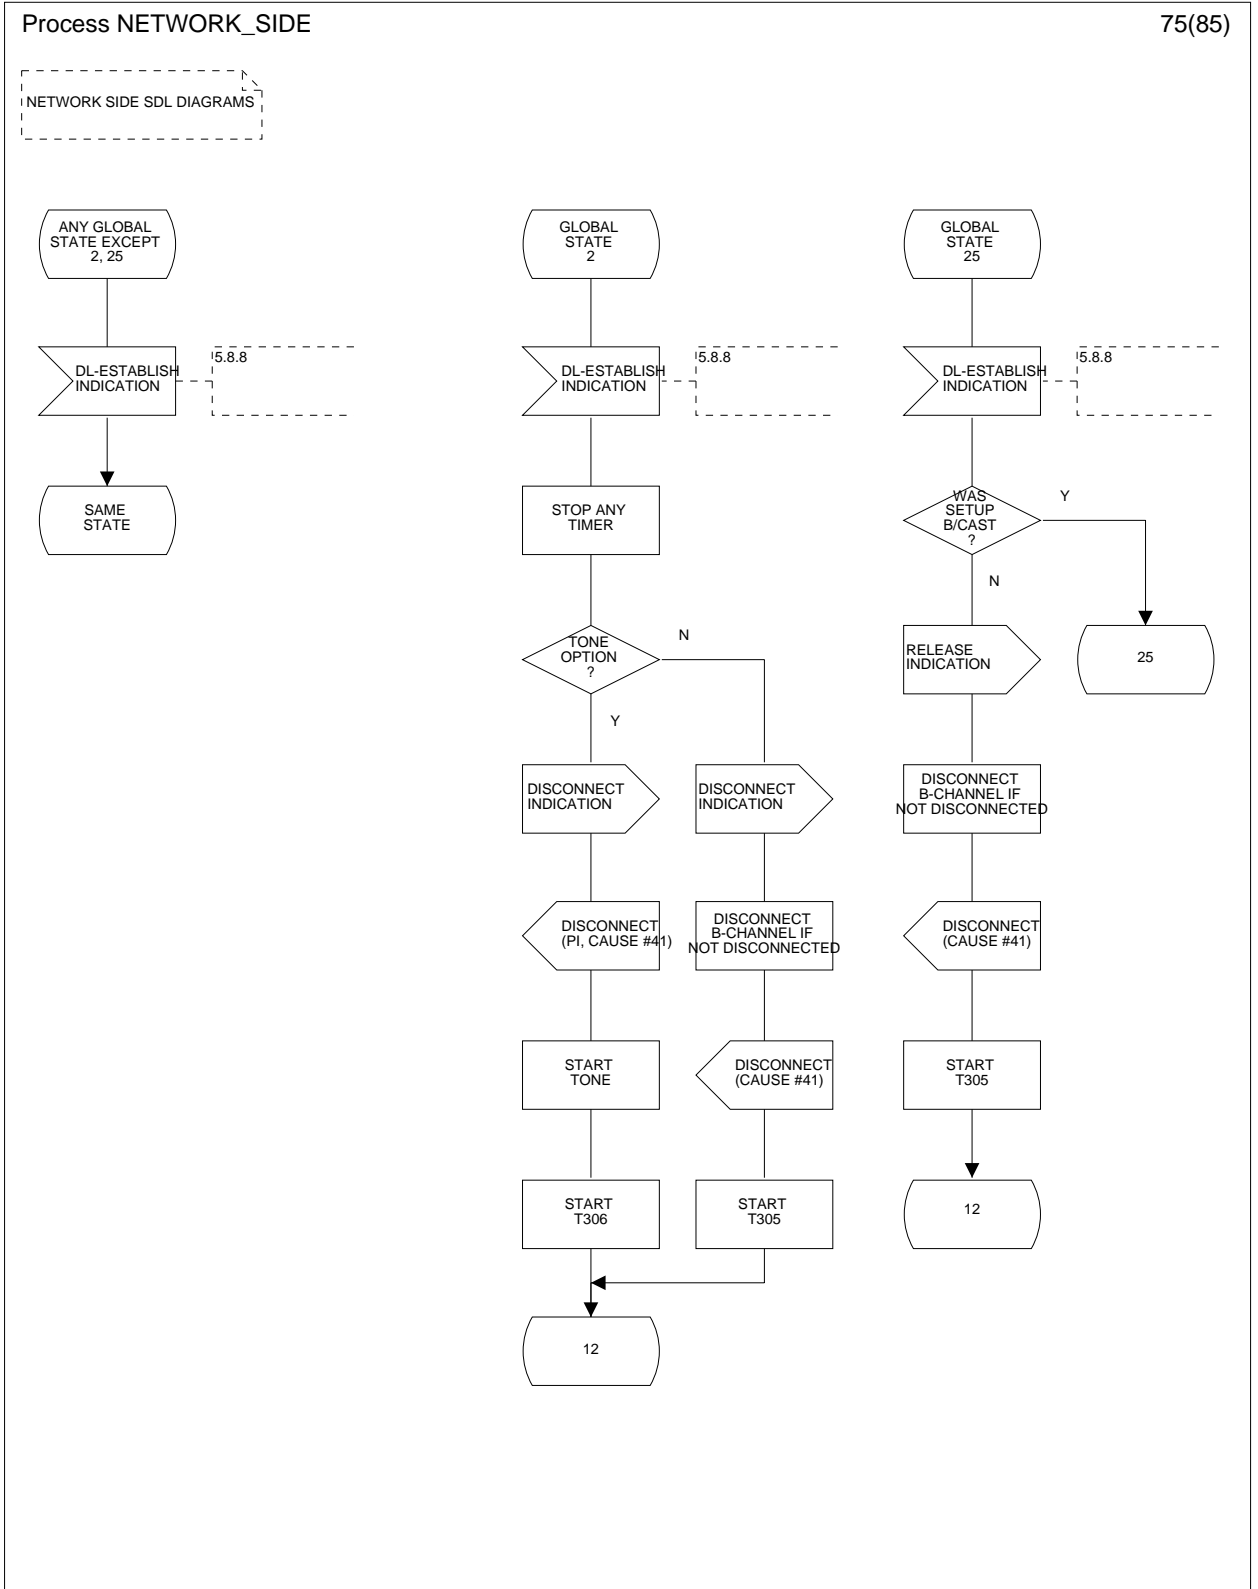 Process NETWORK_SIDE
75(85)
NETWORK SIDE SDL DIAGRAMS
ANY GLOBAL
STATE EXCEPT
2, 25
DL-ESTABLISH
INDICATION
5.8.8
SAME
STATE
GLOBAL
STATE
2
DL-ESTABLISH
INDICATION
5.8.8
STOP ANY
TIMER
TONE
OPTION
?
N
Y
DISCONNECT
INDICATION
DISCONNECT
(PI, CAUSE #41)
START
TONE
START
T306
DISCONNECT
INDICATION
DISCONNECT
B-CHANNEL IF
NOT DISCONNECTED
DISCONNECT
(CAUSE #41)
START
T305
12
GLOBAL
STATE
25
DL-ESTABLISH
INDICATION
5.8.8
WAS
SETUP
B/CAST
?
Y
N
25
RELEASE
INDICATION
DISCONNECT
B-CHANNEL IF
NOT DISCONNECTED
DISCONNECT
(CAUSE #41)
START
T305
12